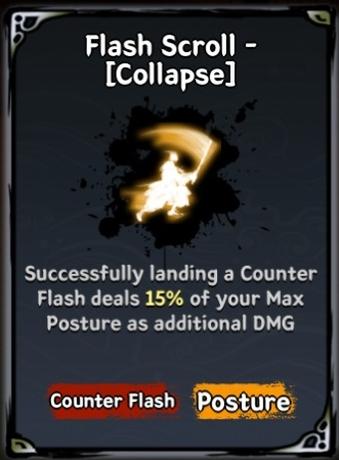 Flash Scroll -
[Collapse]
Successfully landing a Counter
Flash deals 15% of your Max
Posture as additional DMG
Counter Flash Posture